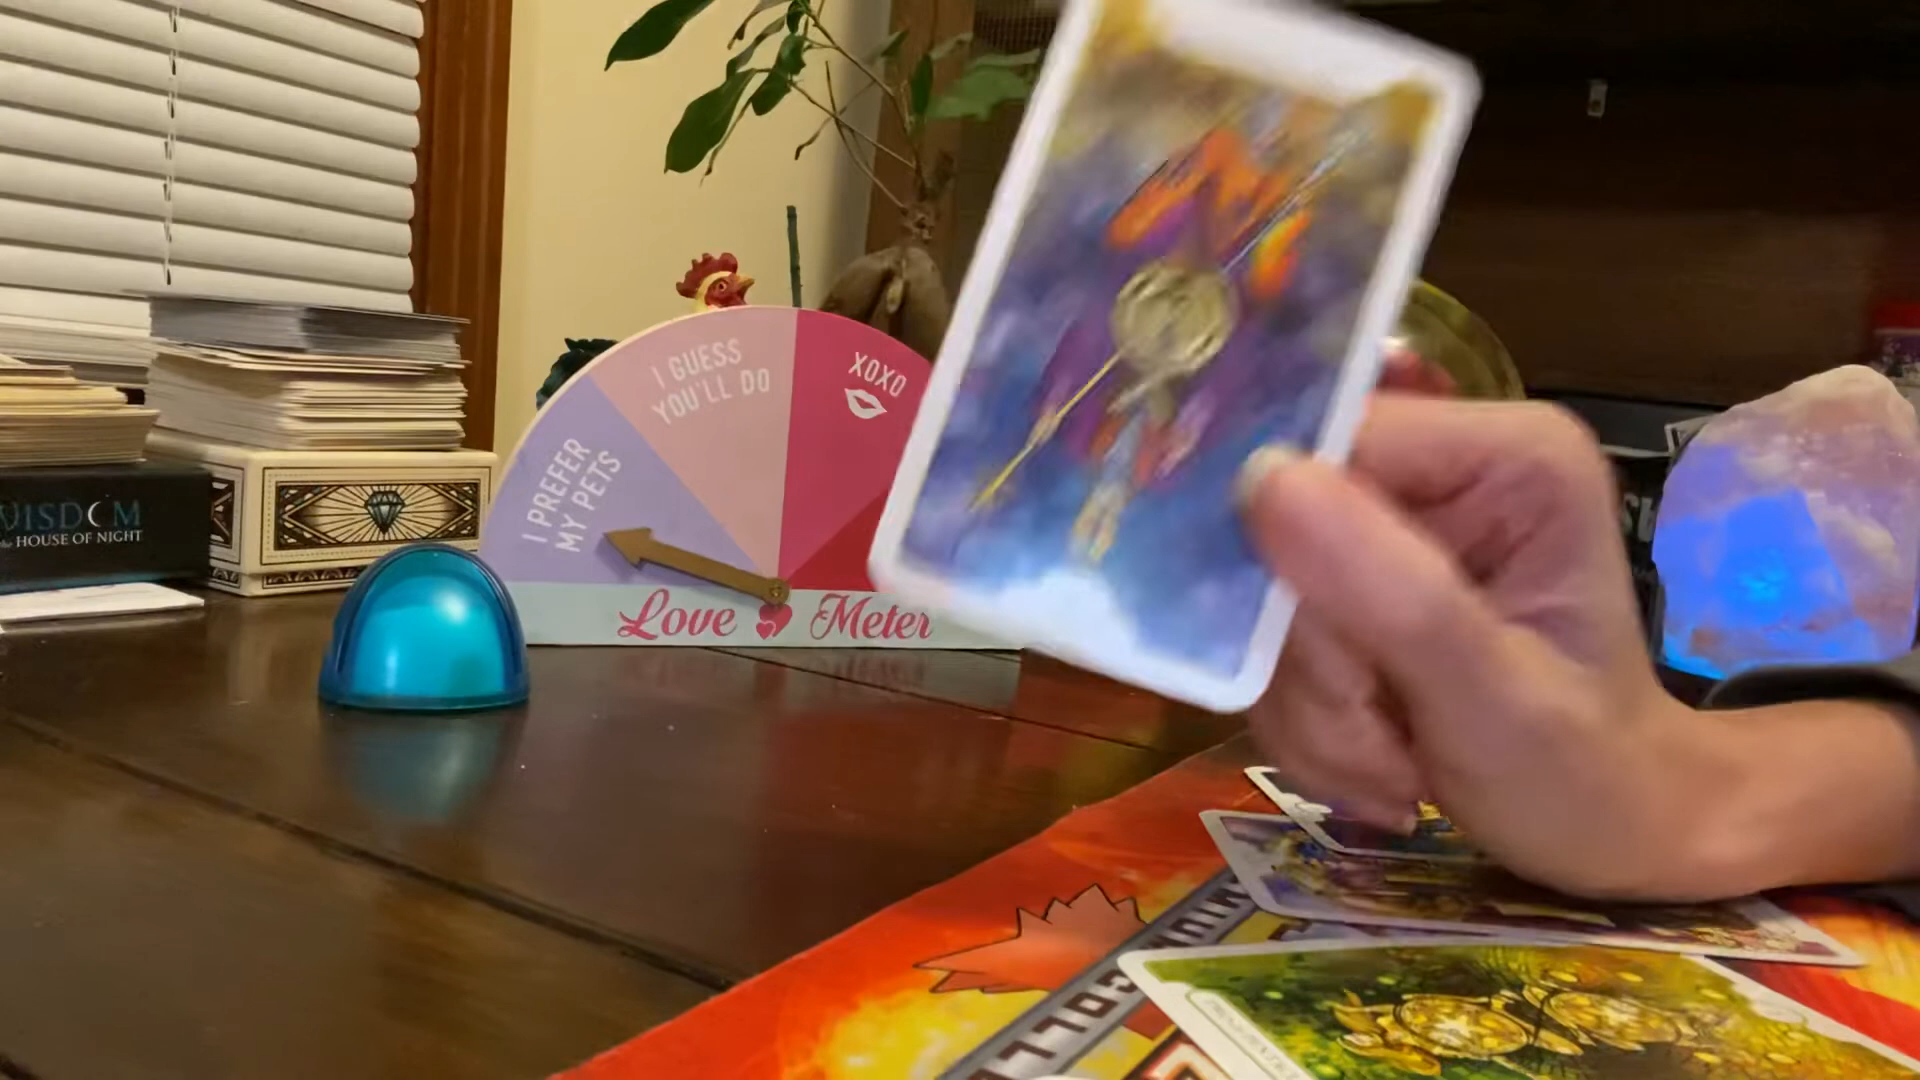 I GUESS
YOU'LL DO
XOXO
I PREFER
MY PETS
Love Meter
WISDOM
HOUSE OF NIGHT